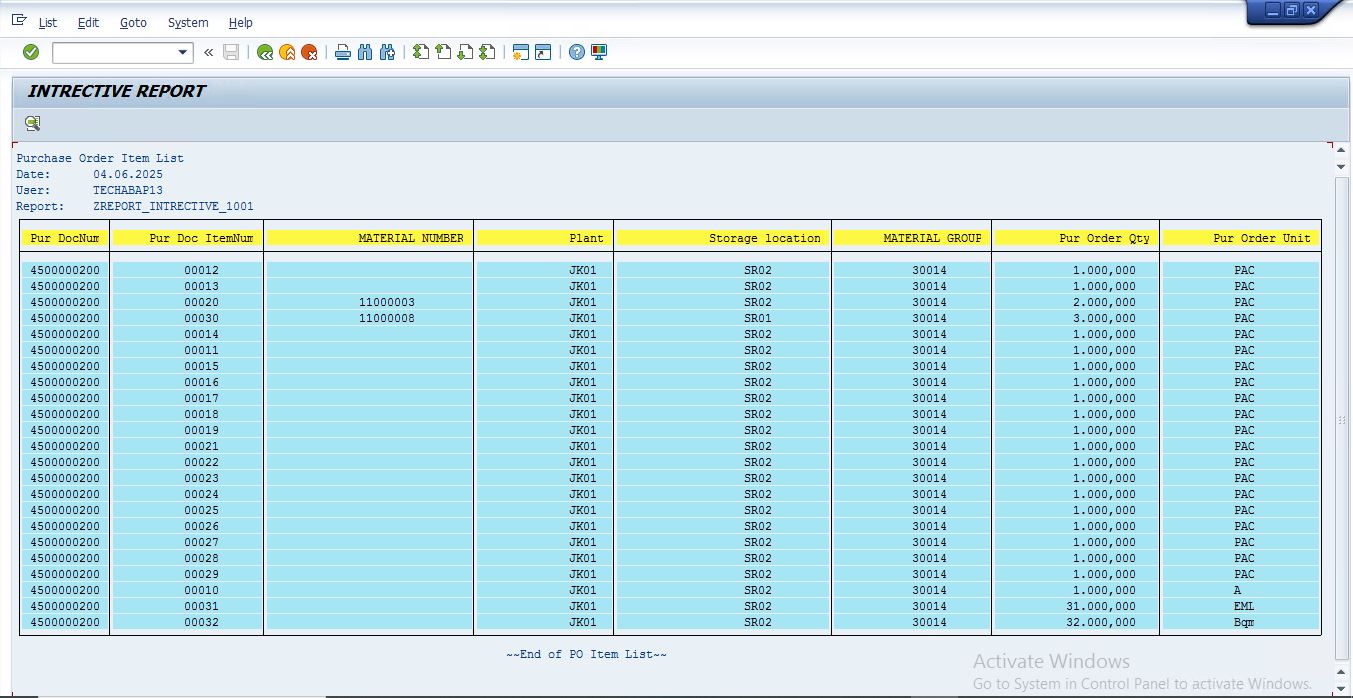 List Edit Goto System Help
INTRECTIVE REPORT
Purchase Order Item List
Date: 04.06.2025
User: TECHABAP13
Report: ZREPORT_INTRECTIVE_1001
Pur DocNum Pur Doc ItemNum MATERIAL NUMBER Plant Storage location MATERIAL GROUP Pur Order Qty Pur Order Unit
4500000200 00012 JK01 SR02 30014 1.000,000 PAC
4500000200 00013 JK01 SR02 30014 1.000,000 PAC
4500000200 00020 11000003 JK01 SR02 30014 2.000,000 PAC
4500000200 00030 11000008 JK01 SR01 30014 3.000,000 PAC
4500000200 00014 JK01 SR02 30014 1.000,000 PAC
4500000200 00011 JK01 SR02 30014 1.000,000 PAC
4500000200 00015 JK01 SR02 30014 1.000,000 PAC
4500000200 00016 JK01 SR02 30014 1.000,000 PAC
4500000200 00017 JK01 SR02 30014 1.000,000 PAC
4500000200 00018 JK01 SR02 30014 1.000,000 PAC
4500000200 00019 JK01 SR02 30014 1.000,000 PAC
4500000200 00021 JK01 SR02 30014 1.000,000 PAC
4500000200 00022 JK01 SR02 30014 1.000,000 PAC
4500000200 00023 JK01 SR02 30014 1.000,000 PAC
4500000200 00024 JK01 SR02 30014 1.000,000 PAC
4500000200 00025 JK01 SR02 30014 1.000,000 PAC
4500000200 00026 JK01 SR02 30014 1.000,000 PAC
4500000200 00027 JK01 SR02 30014 1.000,000 PAC
4500000200 00028 JK01 SR02 30014 1.000,000 PAC
4500000200 00029 JK01 SR02 30014 1.000,000 PAC
4500000200 00010 JK01 SR02 30014 1.000,000 A
4500000200 00031 JK01 SR02 30014 31.000,000 EML
4500000200 00032 JK01 SR02 30014 32.000,000 Bqm
~~End of PO Item List~~
Activate Windows
Go to System in Control Panel to activate Windows.